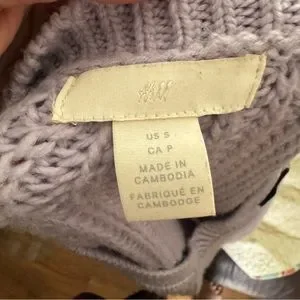 H&M
US S
CA P
MADE IN
CAMBODIA
FABRIQUÉ EN
CAMBODGE